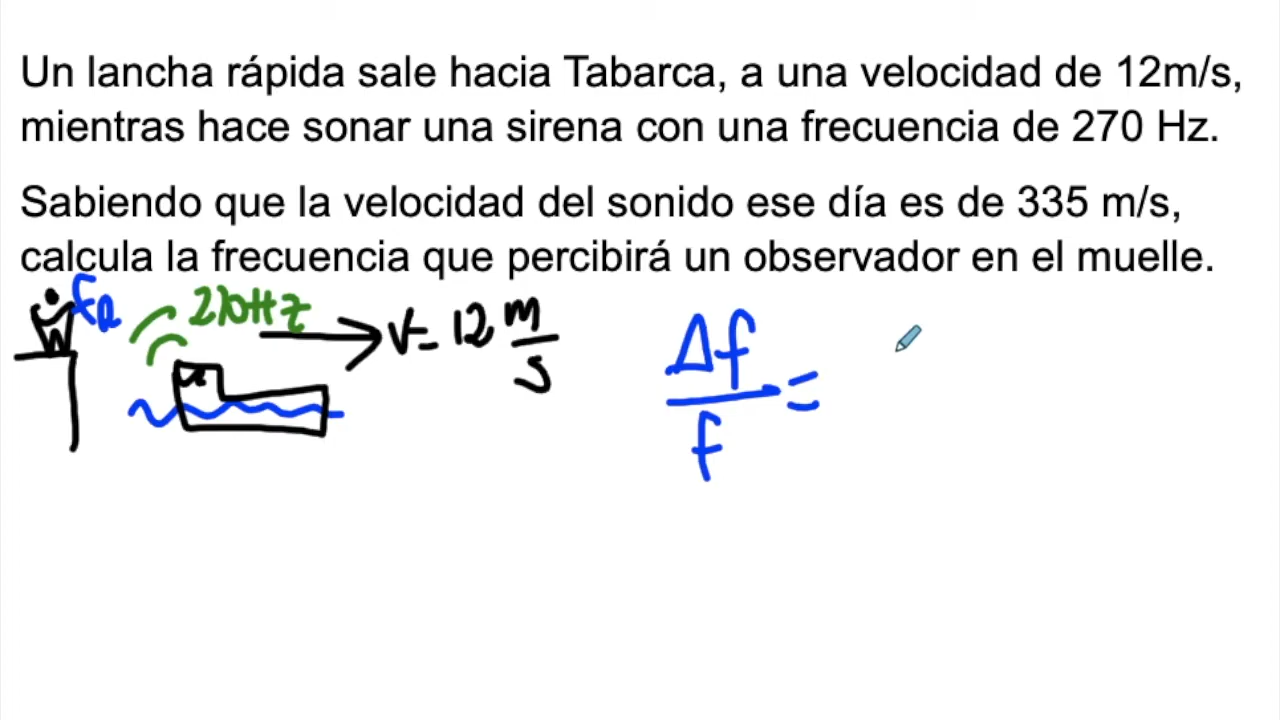 Un lancha rápida sale hacia Tabarca, a una velocidad de 12m/s,
mientras hace sonar una sirena con una frecuencia de 270 Hz.
Sabiendo que la velocidad del sonido ese día es de 335 m/s,
calcula la frecuencia que percibirá un observador en el muelle.
fR 270Hz V= 12 m/s
Δf/f =